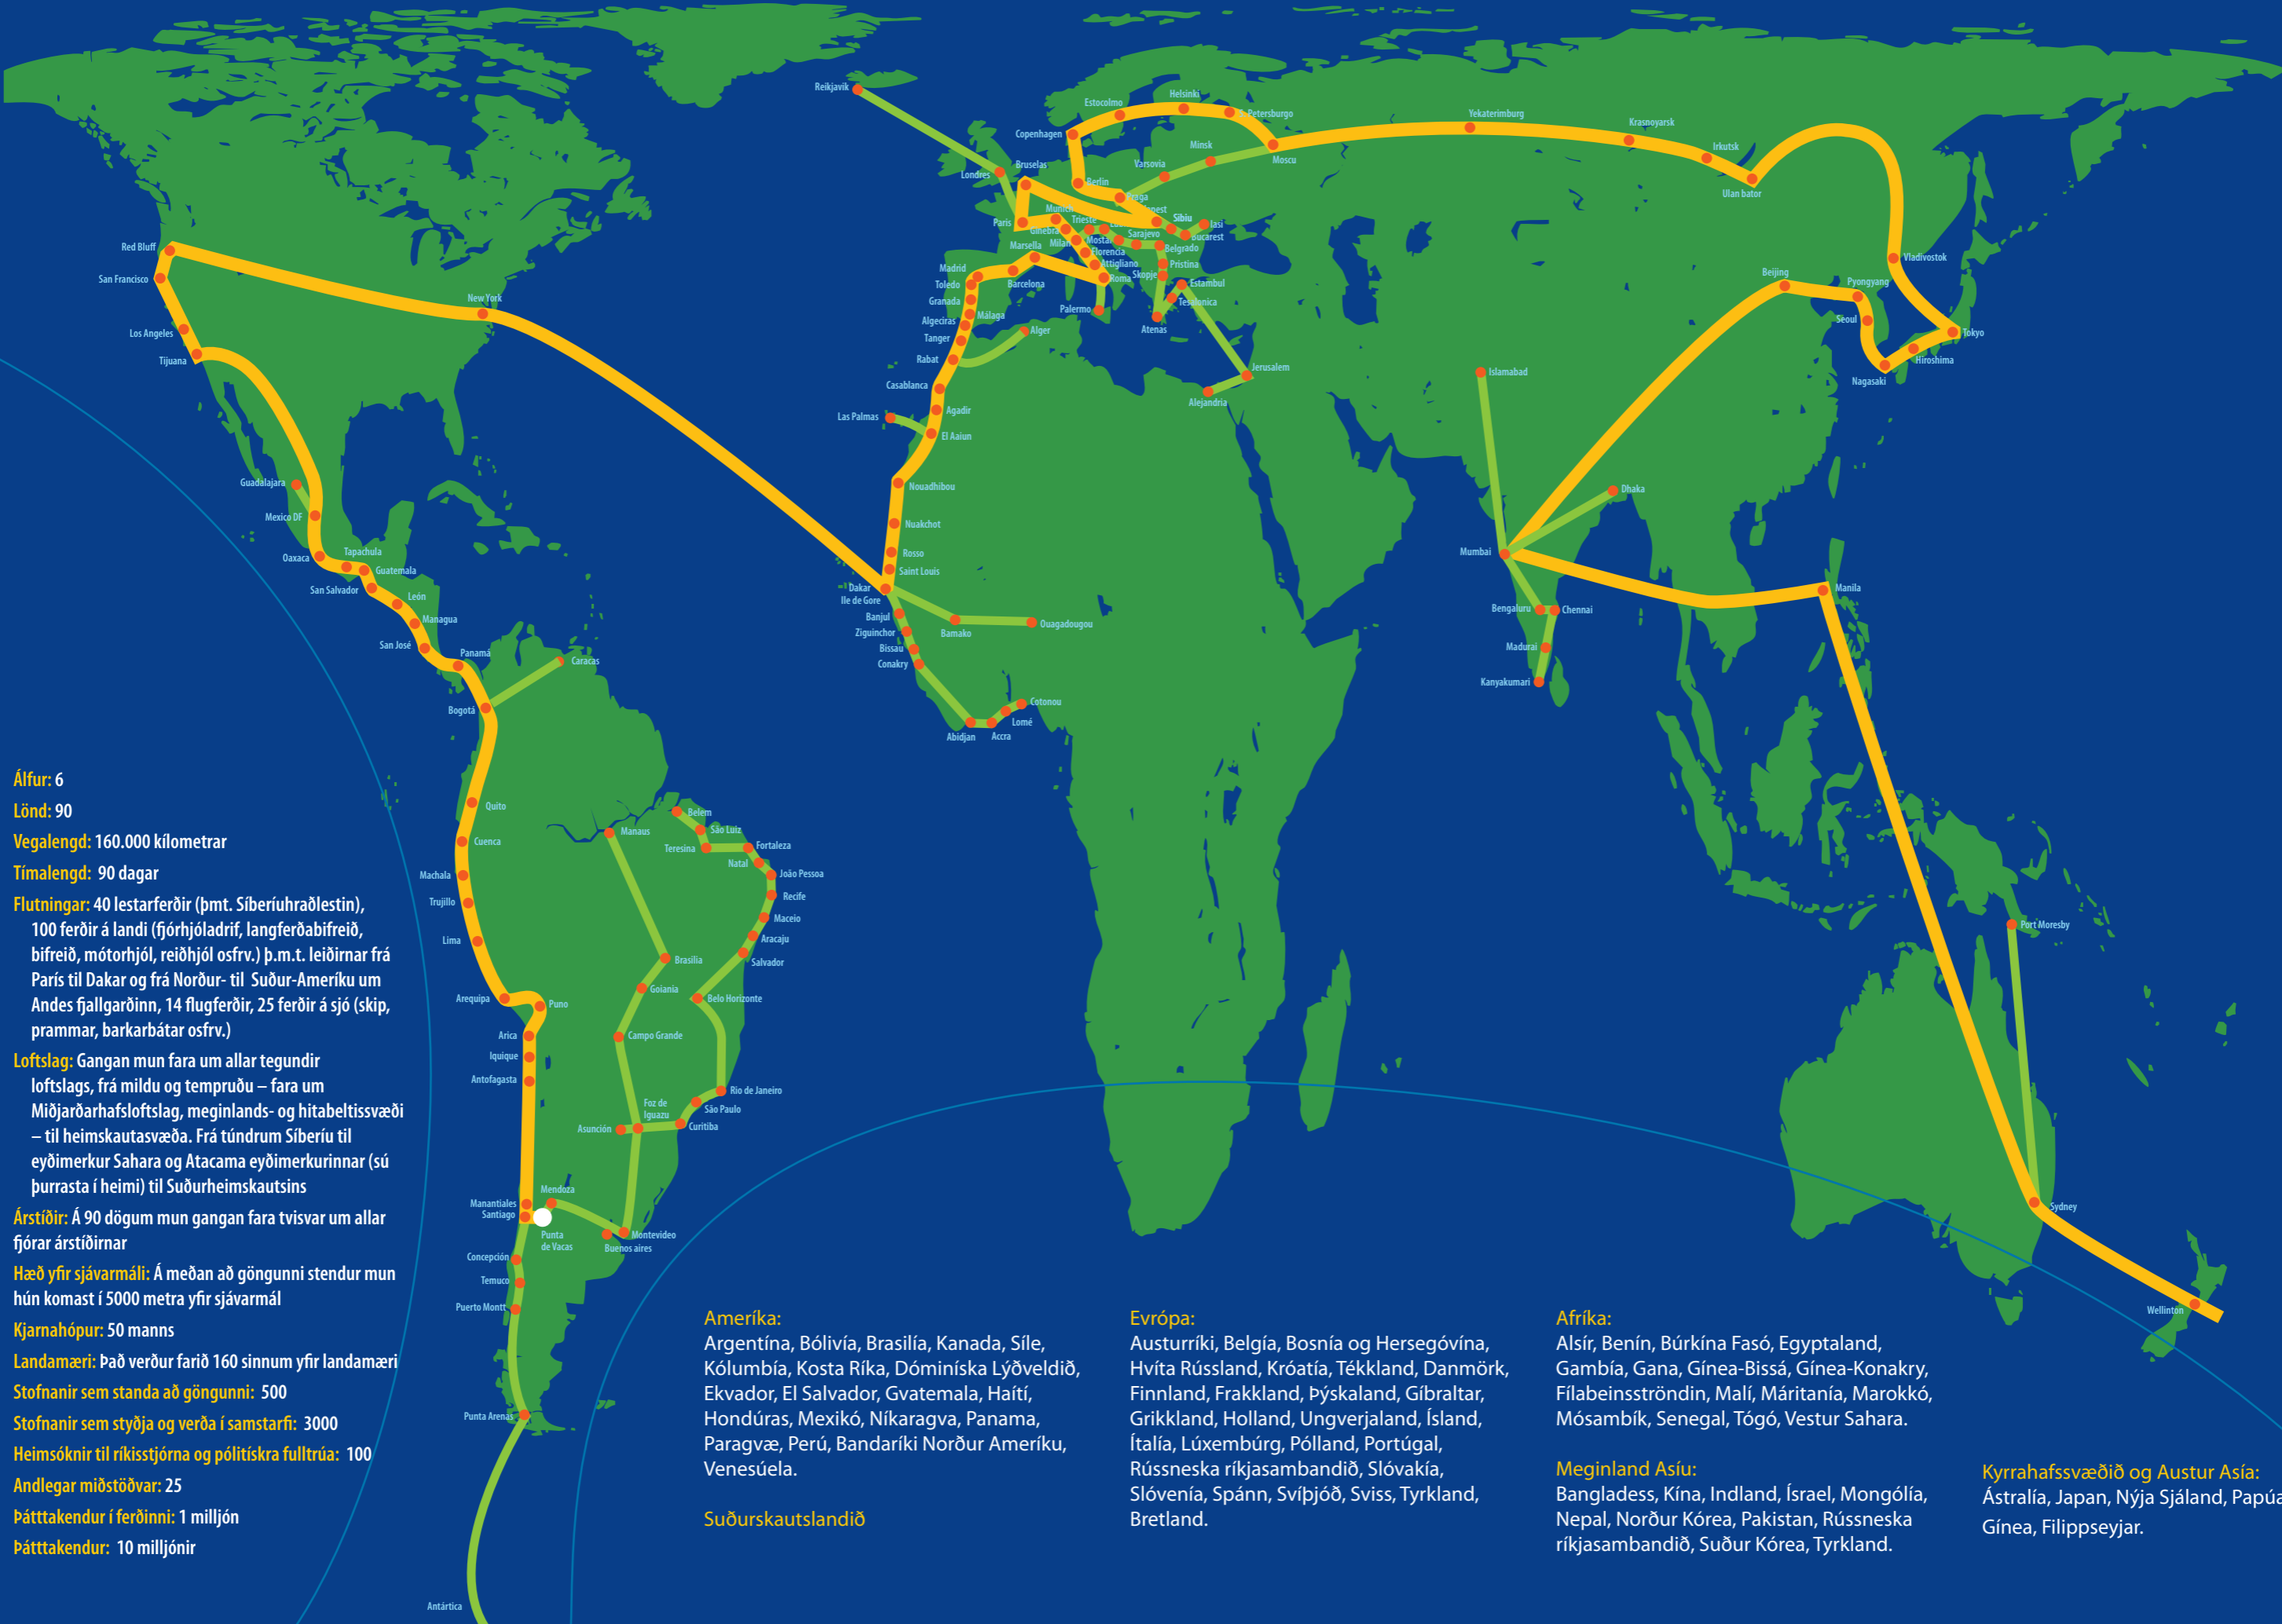 Reikjavik
Londres
Estocolmo
Helsinki
S. Petersburgo
Copenhagen
Yekaterimburg
Krasnoyarsk
Irkutsk
Ulan bator
Minsk
Moscu
Varsovia
Bruselas
Berlín
Praga
Paris
Munich
Trieste
Sibiu
Iasi
Ginebra
Milan
Mostar
Sarajevo
Bucarest
Belgrado
Marsella
Florencia
Attigliano
Pristina
Madrid
Toledo
Roma
Skopje
Barcelona
Estambul
Granada
Tesalonica
Málaga
Palermo
Atenas
Algeciras
Alger
Tanger
Rabat
Jerusalem
Casablanca
Alejandria
Agadir
Las Palmas
El Aaiun
Nouadhibou
Nuakchot
Rosso
Saint Louis
Dakar
Ile de Gore
Banjul
Ziguinchor
Bissau
Conakry
Bamako
Ouagadougou
Cotonou
Lomé
Abidjan
Accra
Vladivostok
Beijing
Pyongyang
Seoul
Tokyo
Hiroshima
Nagasaki
Islamabad
Dhaka
Mumbai
Manila
Bengaluru
Chennai
Madurai
Kanyakumari
Port Moresby
Sydney
Wellinton
Red Bluff
San Francisco
New York
Los Angeles
Tijuana
Guadalajara
Mexico DF
Oaxaca
Tapachula
Guatemala
San Salvador
León
Managua
San José
Panamá
Caracas
Bogotá
Quito
Cuenca
Machala
Trujillo
Lima
Arequipa
Puno
Arica
Iquique
Antofagasta
Belem
Manaus
São Luiz
Teresina
Fortaleza
Natal
João Pessoa
Recife
Maceio
Aracaju
Salvador
Brasilia
Goiania
Belo Horizonte
Campo Grande
Rio de Janeiro
São Paulo
Foz de
Iguazu
Asunción
Curitiba
Mendoza
Manantiales
Santiago
Punta
de Vacas
Montevideo
Buenos aires
Concepción
Temuco
Puerto Montt
Punta Arenas
Antártica
Álfur: 6
Lönd: 90
Vegalengd: 160.000 kílometrar
Tímalengd: 90 dagar
Flutningar: 40 lestarferðir (þmt. Síberíuhraðlestin),
100 ferðir á landi (fjórhjóladrif, langferðabifreið,
bifreið, mótorhjól, reiðhjól osfrv.) þ.m.t. leiðirnar frá
París til Dakar og frá Norður- til Suður-Ameríku um
Andes fjallgarðinn, 14 flugferðir, 25 ferðir á sjó (skip,
prammar, barkarbátar osfrv.)
Loftslag: Gangan mun fara um allar tegundir
loftslags, frá mildu og tempruðu – fara um
Miðjarðarhafsloftslag, meginlands- og hitabeltissvæði
– til heimskautasvæða. Frá túndrum Síberíu til
eyðimerkur Sahara og Atacama eyðimerkurinnar (sú
þurrasta í heimi) til Suðurheimskautsins
Árstíðir: Á 90 dögum mun gangan fara tvisvar um allar
fjórar árstíðirnar
Hæð yfir sjávarmáli: Á meðan að göngunni stendur mun
hún komast í 5000 metra yfir sjávarmál
Kjarnahópur: 50 manns
Landamæri: Það verður farið 160 sinnum yfir landamæri
Stofnanir sem standa að göngunni: 500
Stofnanir sem styðja og verða í samstarfi: 3000
Heimsóknir til ríkisstjórna og pólitískra fulltrúa: 100
Andlegar miðstöðvar: 25
Þátttakendur í ferðinni: 1 milljón
Þátttakendur: 10 milljónir
Ameríka:
Argentína, Bólivía, Brasilía, Kanada, Síle,
Kólumbía, Kosta Ríka, Dóminíska Lýðveldið,
Ekvador, El Salvador, Gvatemala, Haítí,
Hondúras, Mexikó, Níkaragva, Panama,
Paragvæ, Perú, Bandaríki Norður Ameríku,
Venesúela.
Suðurskautslandið
Evrópa:
Austurríki, Belgía, Bosnía og Hersegóvína,
Hvíta Rússland, Króatía, Tékkland, Danmörk,
Finnland, Frakkland, Þýskaland, Gíbraltar,
Grikkland, Holland, Ungverjaland, Ísland,
Ítalía, Lúxembúrg, Pólland, Portúgal,
Rússneska ríkjasambandið, Slóvakía,
Slóvenía, Spánn, Svíþjóð, Sviss, Tyrkland,
Bretland.
Afríka:
Alsír, Benín, Búrkína Fasó, Egyptaland,
Gambía, Gana, Gínea-Bissá, Gínea-Konakry,
Fílabeinsströndin, Malí, Máritanía, Marokkó,
Mósambík, Senegal, Tógó, Vestur Sahara.
Meginland Asíu:
Bangladess, Kína, Indland, Ísrael, Mongólía,
Nepal, Norður Kórea, Pakistan, Rússneska
ríkjasambandið, Suður Kórea, Tyrkland.
Kyrrahafssvæðið og Austur Asía:
Ástralía, Japan, Nýja Sjáland, Papúa
Gínea, Filippseyjar.